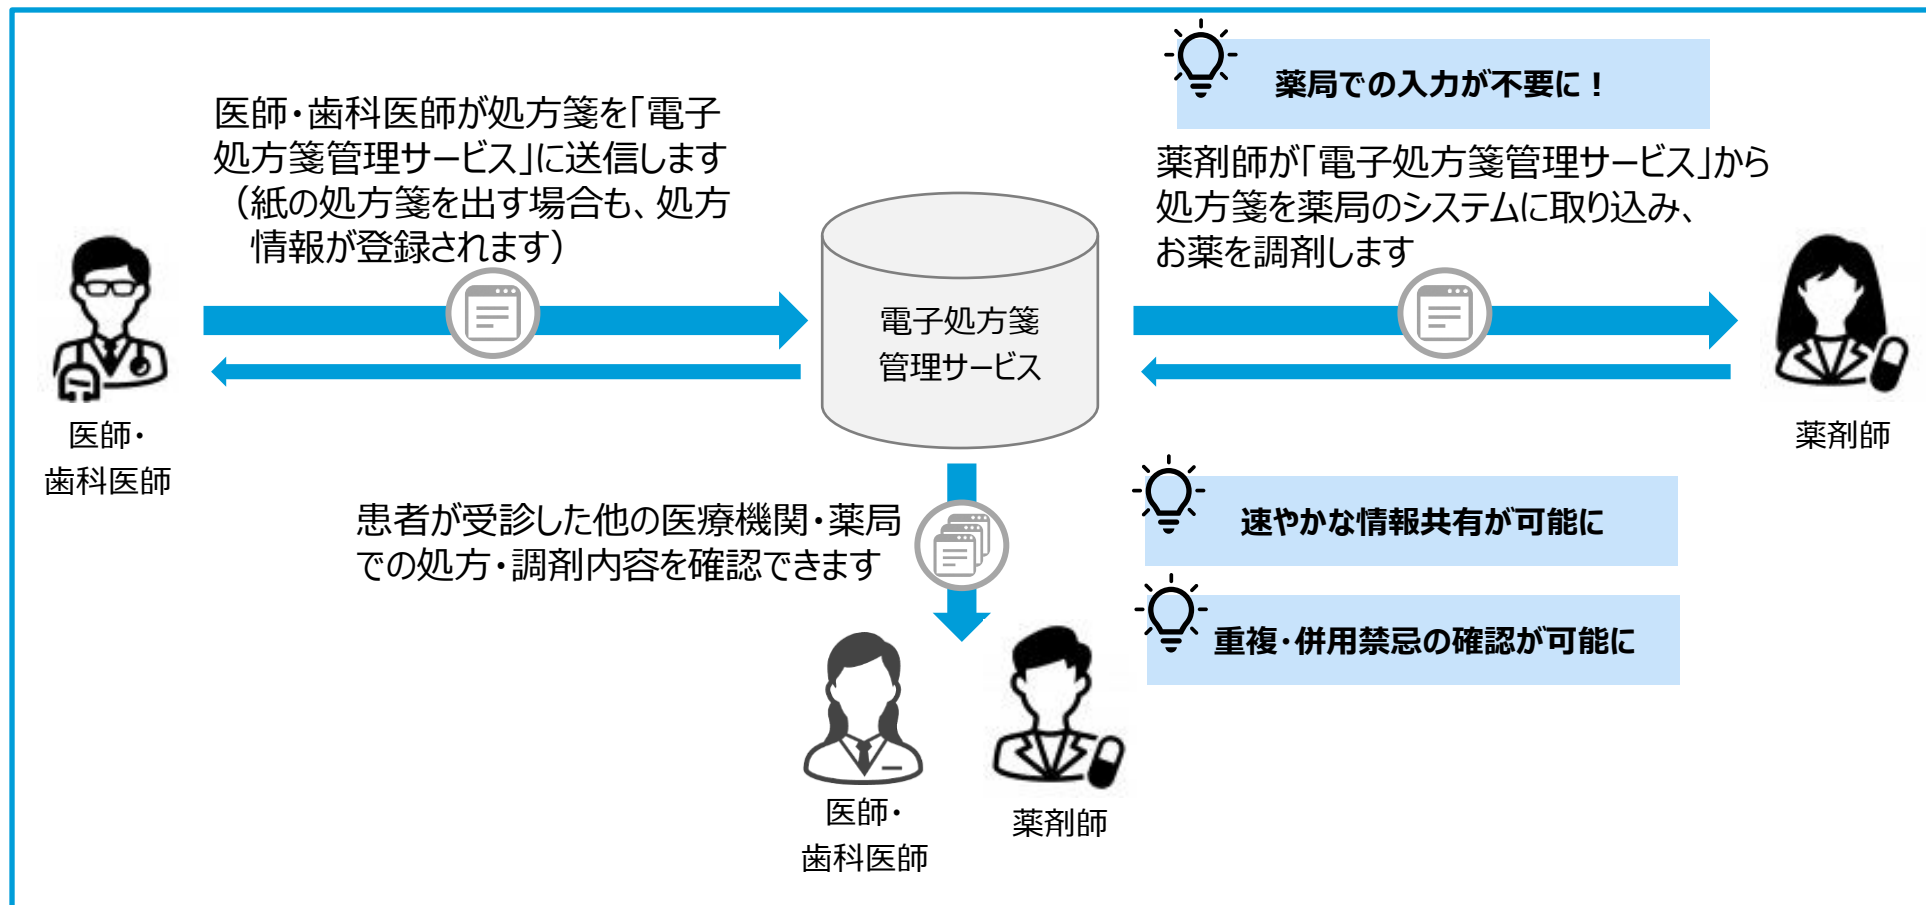 薬局での入力が不要に！
医師・歯科医師が処方箋を「電子
処方箋管理サービス」に送信します
（紙の処方箋を出す場合も、処方
情報が登録されます）
薬剤師が「電子処方箋管理サービス」から
処方箋を薬局のシステムに取り込み、
お薬を調剤します
電子処方箋
管理サービス
医師・
歯科医師
薬剤師
患者が受診した他の医療機関・薬局
での処方・調剤内容を確認できます
速やかな情報共有が可能に
重複・併用禁忌の確認が可能に
医師・
歯科医師
薬剤師